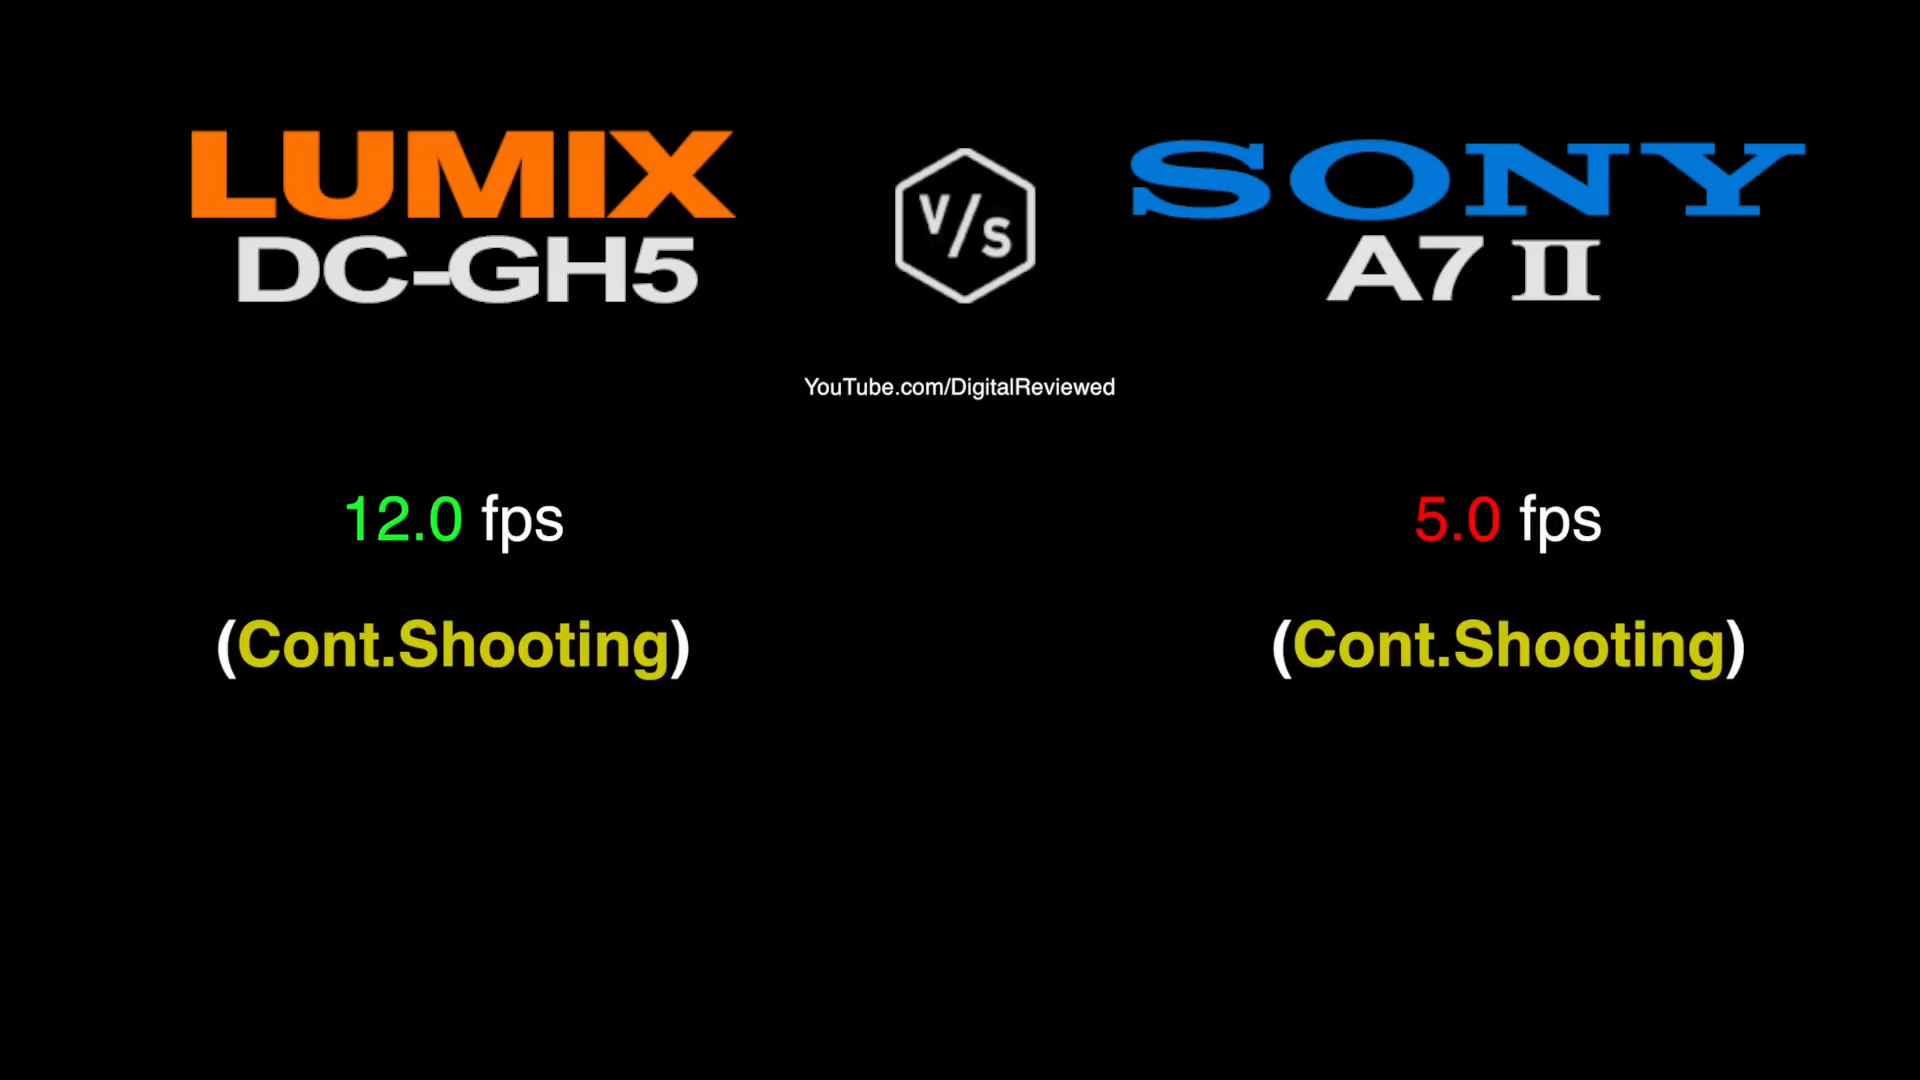 LUMIX
DC-GH5
V/S
SONY
A7 II
YouTube.com/DigitalReviewed
12.0 fps
5.0 fps
(Cont.Shooting)
(Cont.Shooting)